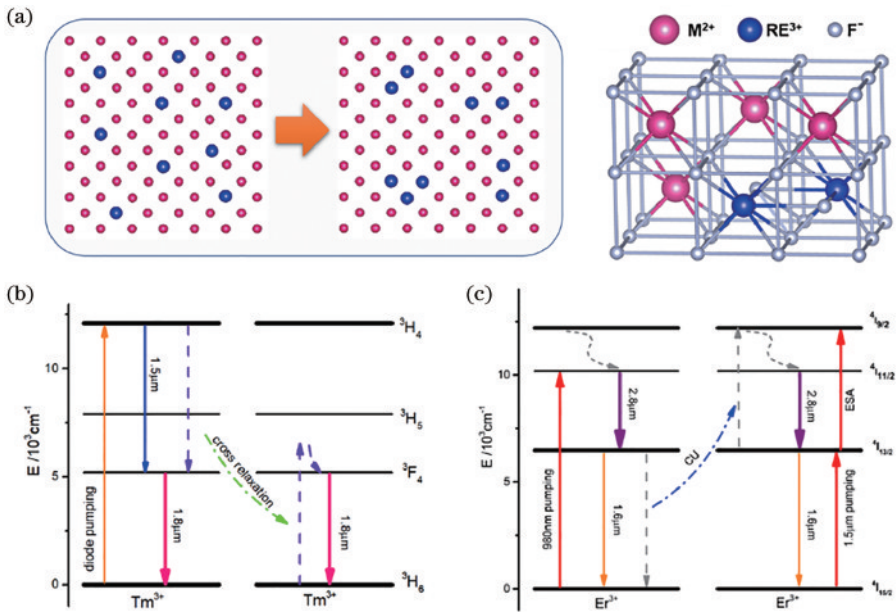 (a)
M²⁺ RE³⁺ F⁻
(b)
E /10³cm⁻¹
10
5
0
diode pumping
1.5μm
1.8μm
cross relaxation
1.8μm
³H₄
³H₅
³F₄
³H₆
Tm³⁺ Tm³⁺
(c)
E /10³cm⁻¹
10
5
0
980nm pumping
2.8μm
1.6μm
CU
2.8μm
1.6μm
ESA
1.5μm pumping
⁴I₉/₂
⁴I₁₁/₂
⁴I₁₃/₂
⁴I₁₅/₂
Er³⁺ Er³⁺